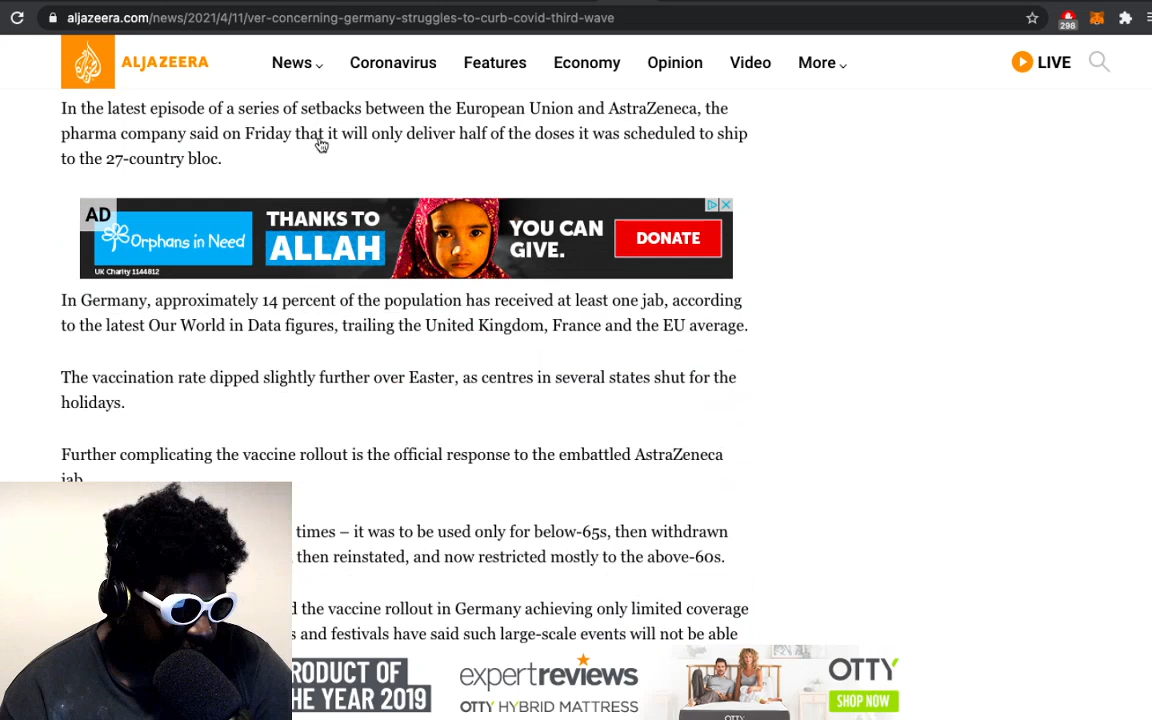 aljazeera.com/news/2021/4/11/ver-concerning-germany-struggles-to-curb-covid-third-wave
298
ALJAZEERA
News
Coronavirus
Features
Economy
Opinion
Video
More
LIVE
In the latest episode of a series of setbacks between the European Union and AstraZeneca, the
pharma company said on Friday that it will only deliver half of the doses it was scheduled to ship
to the 27-country bloc.
AD
Orphans in Need
UK Charity 1144812
THANKS TO
ALLAH
YOU CAN
GIVE.
DONATE
In Germany, approximately 14 percent of the population has received at least one jab, according
to the latest Our World in Data figures, trailing the United Kingdom, France and the EU average.
The vaccination rate dipped slightly further over Easter, as centres in several states shut for the
holidays.
Further complicating the vaccine rollout is the official response to the embattled AstraZeneca
jab.
times – it was to be used only for below-65s, then withdrawn
then reinstated, and now restricted mostly to the above-60s.
d the vaccine rollout in Germany achieving only limited coverage
s and festivals have said such large-scale events will not be able
PRODUCT OF
THE YEAR 2019
expertreviews
OTTY HYBRID MATTRESS
OTTY
OTTY
SHOP NOW